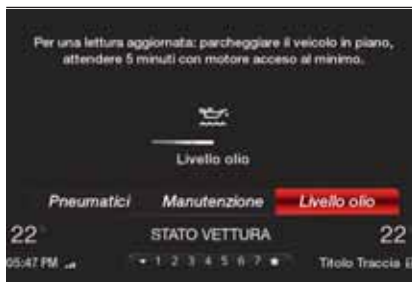 Per una lettura aggiornata: parcheggiare il veicolo in piano,
attendere 5 minuti con motore acceso al minimo.
Livello olio
Pneumatici Manutenzione Livello olio
22° STATO VETTURA 22
05:47 PM 1 2 3 4 5 6 7 Titolo Traccia